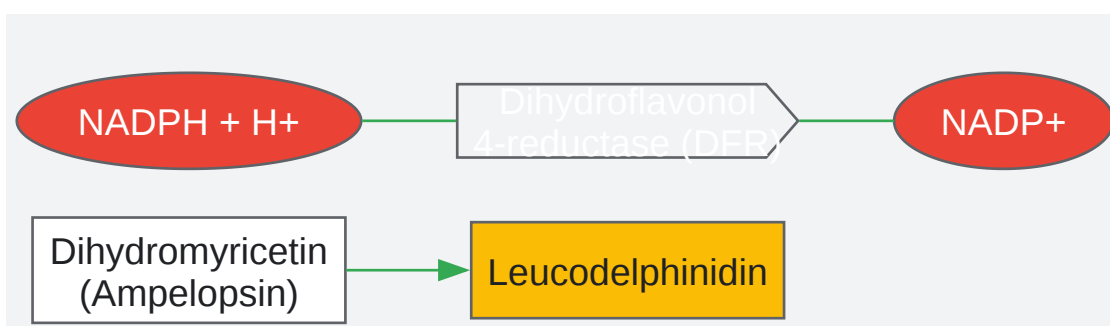 NADPH + H+
Dihydroflavonol
4-reductase (DFR)
NADP+
Dihydromyricetin
(Ampelopsin)
Leucodelphinidin